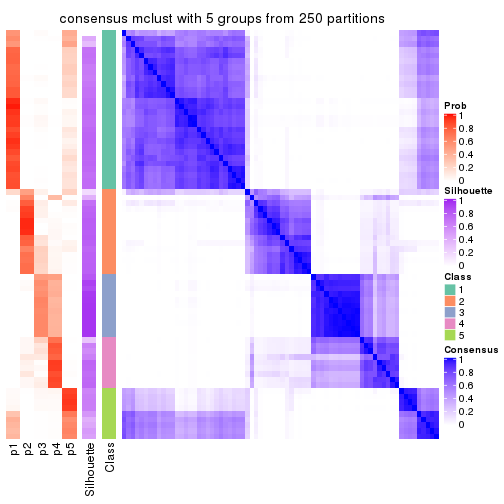 consensus mclust with 5 groups from 250 partitions
Prob
1
0.8
0.6
0.4
0.2
0
Silhouette
1
0.8
0.6
0.4
0.2
0
Class
1
2
3
4
5
Consensus
1
0.8
0.6
0.4
0.2
0
p1
p2
p3
p4
p5
Silhouette
Class